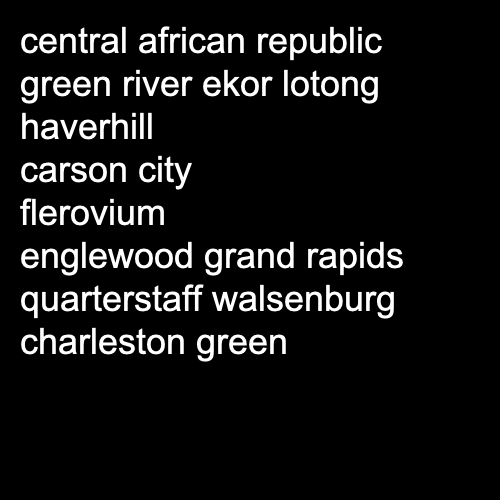 central african republic
green river ekor lotong
haverhill
carson city
flerovium
englewood grand rapids
quarterstaff walsenburg
charleston green